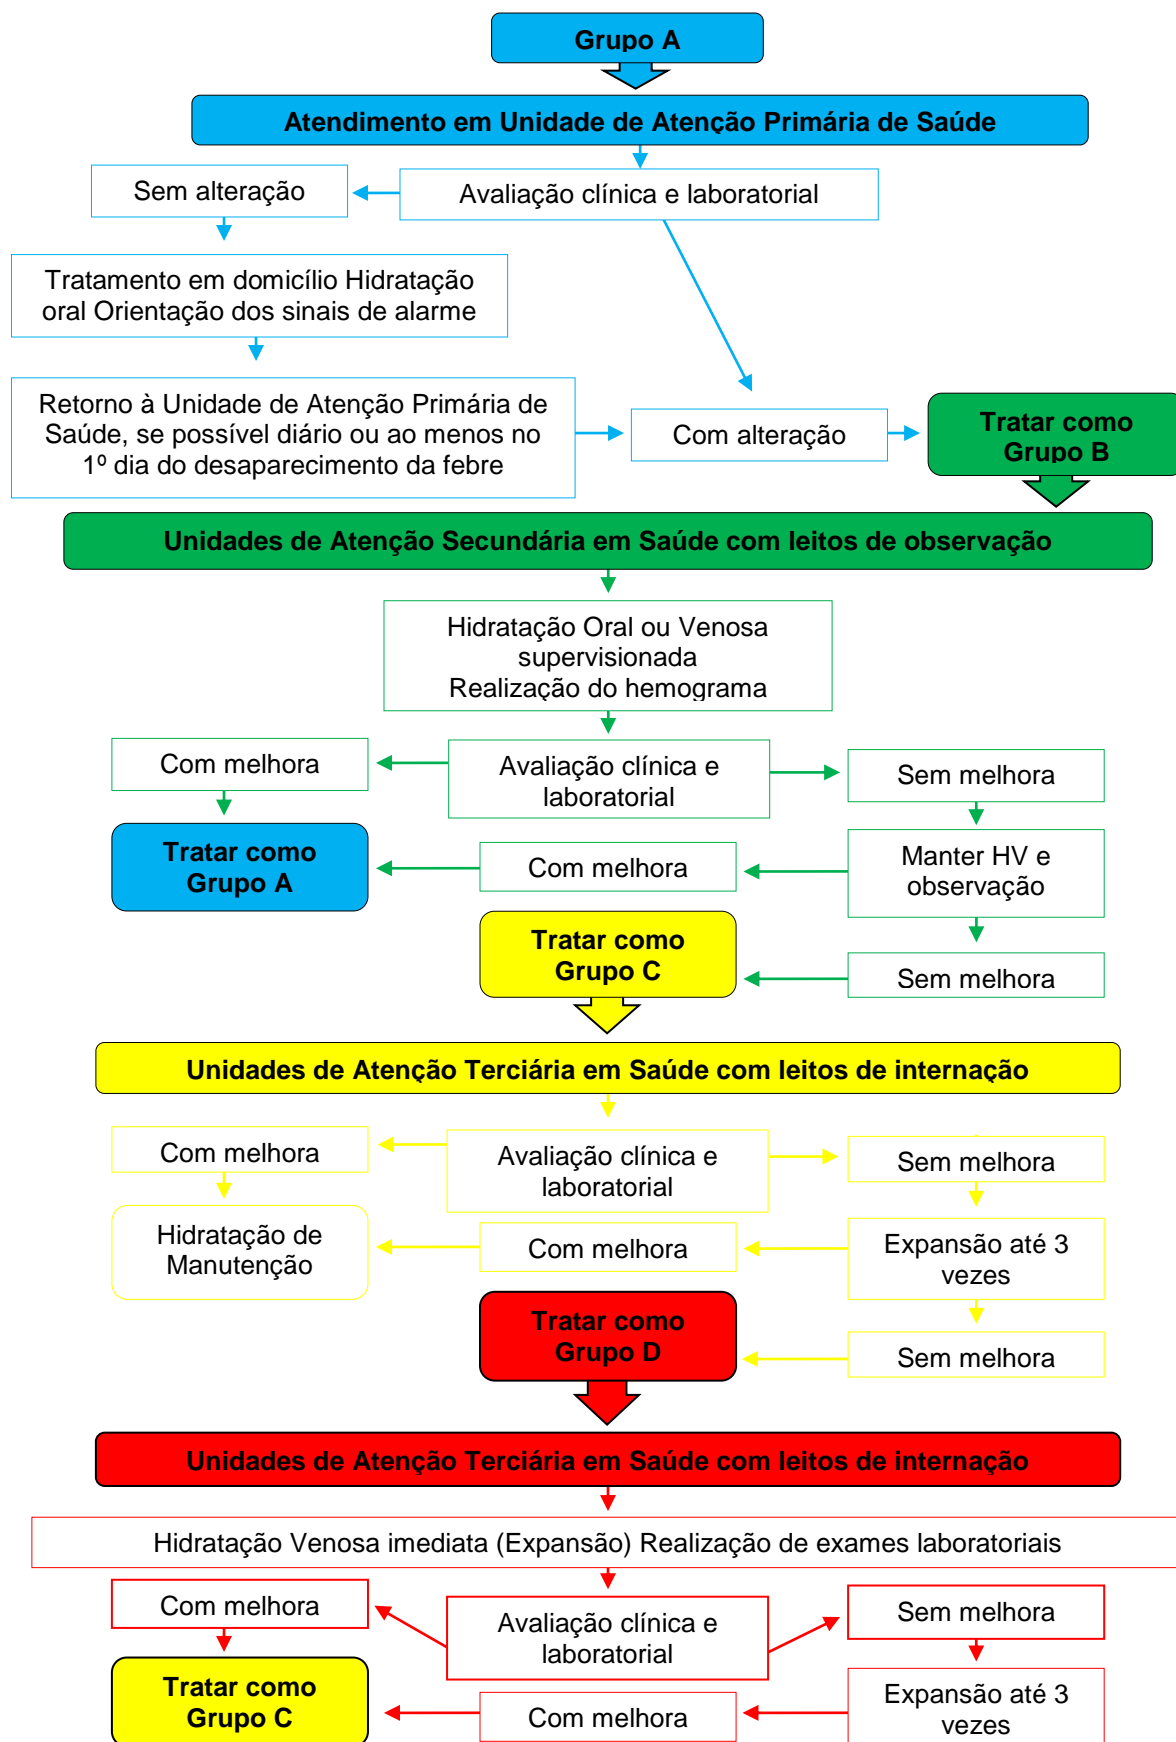 Grupo A
Atendimento em Unidade de Atenção Primária de Saúde
Sem alteração
Avaliação clínica e laboratorial
Tratamento em domicílio Hidratação
oral Orientação dos sinais de alarme
Retorno à Unidade de Atenção Primária de
Saúde, se possível diário ou ao menos no
1º dia do desaparecimento da febre
Com alteração
Tratar como
Grupo B
Unidades de Atenção Secundária em Saúde com leitos de observação
Hidratação Oral ou Venosa
supervisionada
Realização do hemograma
Com melhora
Avaliação clínica e
laboratorial
Sem melhora
Tratar como
Grupo A
Com melhora
Manter HV e
observação
Tratar como
Grupo C
Sem melhora
Unidades de Atenção Terciária em Saúde com leitos de internação
Com melhora
Avaliação clínica e
laboratorial
Sem melhora
Hidratação de
Manutenção
Com melhora
Expansão até 3
vezes
Tratar como
Grupo D
Sem melhora
Unidades de Atenção Terciária em Saúde com leitos de internação
Hidratação Venosa imediata (Expansão) Realização de exames laboratoriais
Com melhora
Avaliação clínica e
laboratorial
Sem melhora
Tratar como
Grupo C
Com melhora
Expansão até 3
vezes